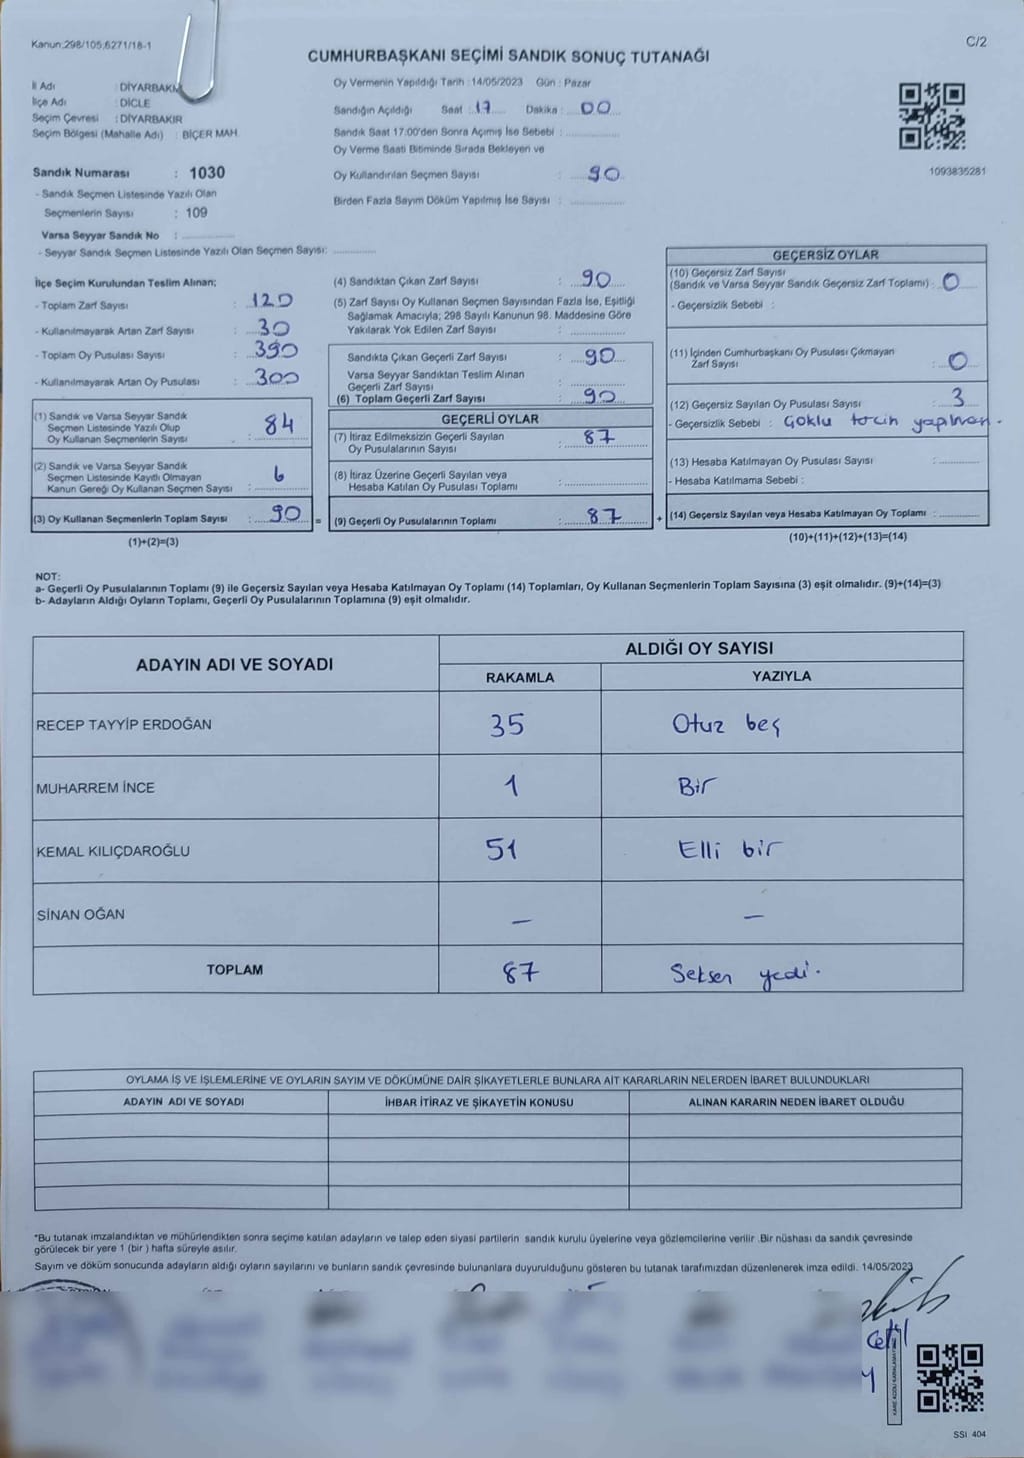 Kanun:298/105;6271/18-1
C/2
CUMHURBAŞKANI SEÇİMİ SANDIK SONUÇ TUTANAĞI
İl Adı : DİYARBAKIR
İlçe Adı : DİCLE
Seçim Çevresi : DİYARBAKIR
Seçim Bölgesi (Mahalle Adı) : BİÇER MAH.
Oy Vermenin Yapıldığı Tarih : 14/05/2023 Gün : Pazar
Sandığın Açıldığı Saat : 17 Dakika : 00
Sandık Saat 17:00'den Sonra Açımış İse Sebebi :
Oy Verme Saati Bitiminde Sırada Bekleyen ve
Oy Kullandırılan Seçmen Sayısı : 90
Birden Fazla Sayım Döküm Yapılmış İse Sayısı :
1093835281
Sandık Numarası : 1030
- Sandık Seçmen Listesinde Yazılı Olan
Seçmenlerin Sayısı : 109
Varsa Seyyar Sandık No :
- Seyyar Sandık Seçmen Listesinde Yazılı Olan Seçmen Sayısı:
İlçe Seçim Kurulundan Teslim Alınan;
- Toplam Zarf Sayısı : 120
- Kullanılmayarak Artan Zarf Sayısı : 30
- Toplam Oy Pusulası Sayısı : 390
- Kullanılmayarak Artan Oy Pusulası : 300
(1) Sandık ve Varsa Seyyar Sandık
Seçmen Listesinde Yazılı Olup
Oy Kullanan Seçmenlerin Sayısı : 84
(2) Sandık ve Varsa Seyyar Sandık
Seçmen Listesinde Kayıtlı Olmayan
Kanun Gereği Oy Kullanan Seçmen Sayısı : 6
(3) Oy Kullanan Seçmenlerin Toplam Sayısı : 90 =
(1)+(2)=(3)
(4) Sandıktan Çıkan Zarf Sayısı : 90
(5) Zarf Sayısı Oy Kullanan Seçmen Sayısından Fazla İse, Eşitliği
Sağlamak Amacıyla; 298 Sayılı Kanunun 98. Maddesine Göre
Yakılarak Yok Edilen Zarf Sayısı :
Sandıkta Çıkan Geçerli Zarf Sayısı : 90
Varsa Seyyar Sandıktan Teslim Alınan
Geçerli Zarf Sayısı :
(6) Toplam Geçerli Zarf Sayısı : 90
GEÇERLİ OYLAR
(7) İtiraz Edilmeksizin Geçerli Sayılan
Oy Pusulalarının Sayısı : 87
(8) İtiraz Üzerine Geçerli Sayılan veya
Hesaba Katılan Oy Pusulası Toplamı :
(9) Geçerli Oy Pusulalarının Toplamı : 87 +
GEÇERSİZ OYLAR
(10) Geçersiz Zarf Sayısı
(Sandık ve Varsa Seyyar Sandık Geçersiz Zarf Toplamı) : 0
- Geçersizlik Sebebi :
(11) İçinden Cumhurbaşkanı Oy Pusulası Çıkmayan
Zarf Sayısı : 0
(12) Geçersiz Sayılan Oy Pusulası Sayısı : 3
- Geçersizlik Sebebi : Çoklu tercih
(13) Hesaba Katılmayan Oy Pusulası Sayısı :
- Hesaba Katılmama Sebebi :
(14) Geçersiz Sayılan veya Hesaba Katılmayan Oy Toplamı :
(10)+(11)+(12)+(13)=(14)
NOT:
a- Geçerli Oy Pusulalarının Toplamı (9) ile Geçersiz Sayılan veya Hesaba Katılmayan Oy Toplamı (14) Toplamları, Oy Kullanan Seçmenlerin Toplam Sayısına (3) eşit olmalıdır. (9)+(14)=(3)
b- Adayların Aldığı Oyların Toplamı, Geçerli Oy Pusulalarının Toplamına (9) eşit olmalıdır.
ADAYIN ADI VE SOYADI
ALDIĞI OY SAYISI
RAKAMLA YAZIYLA
RECEP TAYYİP ERDOĞAN 35 Otuz beş
MUHARREM İNCE 1 Bir
KEMAL KILIÇDAROĞLU 51 Elli bir
SİNAN OĞAN — —
TOPLAM 87 Seksen yedi.
OYLAMA İŞ VE İŞLEMLERİNE VE OYLARIN SAYIM VE DÖKÜMÜNE DAİR ŞİKAYETLERLE BUNLARA AİT KARARLARIN NELERDEN İBARET BULUNDUKLARI
ADAYIN ADI VE SOYADI İHBAR İTİRAZ VE ŞİKAYETİN KONUSU ALINAN KARARIN NEDEN İBARET OLDUĞU
*Bu tutanak imzalandıktan ve mühürlendikten sonra seçime katılan adayların ve talep eden siyasi partilerin sandık kurulu üyelerine veya gözlemcilerine verilir .Bir nüshası da sandık çevresinde
görülecek bir yere 1 (bir ) hafta süreyle asılır.
Sayım ve döküm sonucunda adayların aldığı oyların sayılarını ve bunların sandık çevresinde bulunanlara duyurulduğunu gösteren bu tutanak tarafımızdan düzenlenerek imza edildi. 14/05/2023
SSI 404